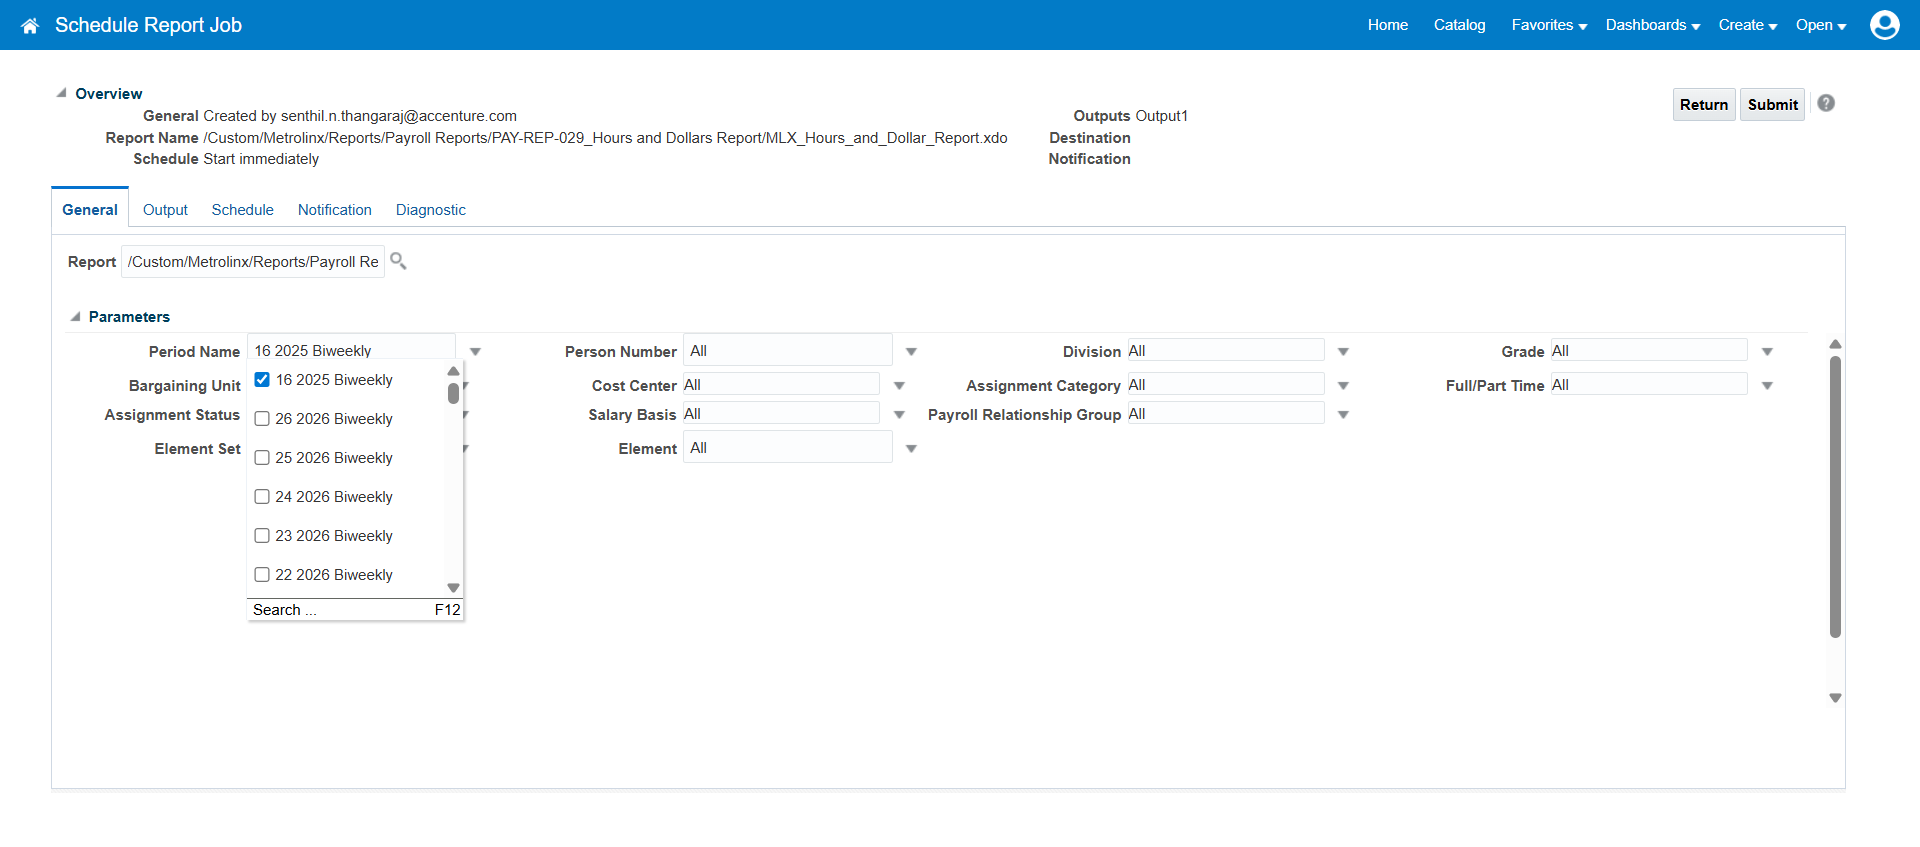 Schedule Report Job
Home Catalog Favorites Dashboards Create Open
Overview
Return Submit ?
General Created by senthil.n.thangaraj@accenture.com
Outputs Output1
Report Name /Custom/Metrolinx/Reports/Payroll Reports/PAY-REP-029_Hours and Dollars Report/MLX_Hours_and_Dollar_Report.xdo
Destination
Schedule Start immediately
Notification
General Output Schedule Notification Diagnostic
Report /Custom/Metrolinx/Reports/Payroll Re
Parameters
Period Name 16 2025 Biweekly Person Number All Division All Grade All
Bargaining Unit Cost Center All Assignment Category All Full/Part Time All
Assignment Status Salary Basis All Payroll Relationship Group All
Element Set Element All
16 2025 Biweekly
26 2026 Biweekly
25 2026 Biweekly
24 2026 Biweekly
23 2026 Biweekly
22 2026 Biweekly
Search ... F12